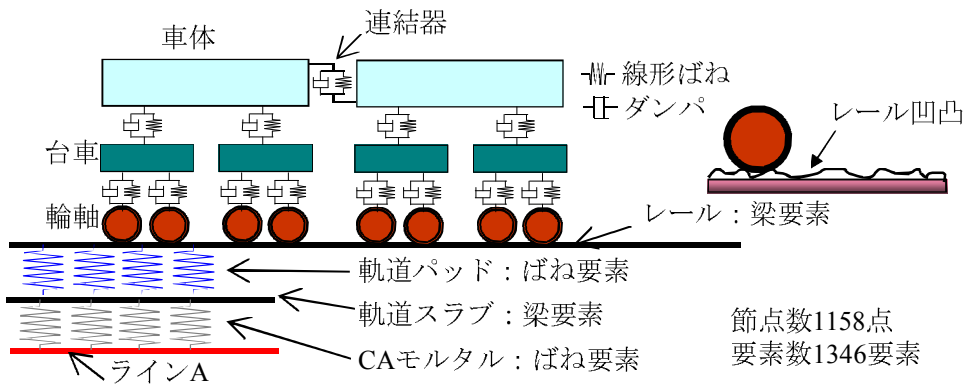 連結器
車体
線形ばね
ダンパ
レール凹凸
台車
輪軸
レール：梁要素
軌道パッド：ばね要素
軌道スラブ：梁要素
CAモルタル：ばね要素
ラインA
節点数1158点
要素数1346要素